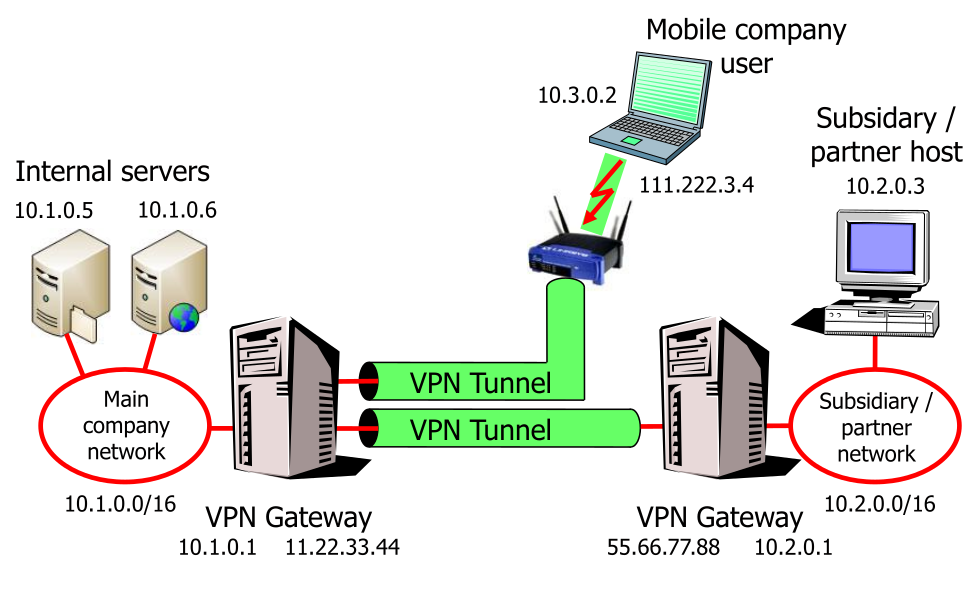 Mobile company
user
10.3.0.2
111.222.3.4
Subsidary /
partner host
10.2.0.3
Internal servers
10.1.0.5
10.1.0.6
LINKSYS
VPN Tunnel
VPN Tunnel
Main
company
network
10.1.0.0/16
Subsidiary /
partner
network
10.2.0.0/16
VPN Gateway
10.1.0.1
11.22.33.44
VPN Gateway
55.66.77.88
10.2.0.1